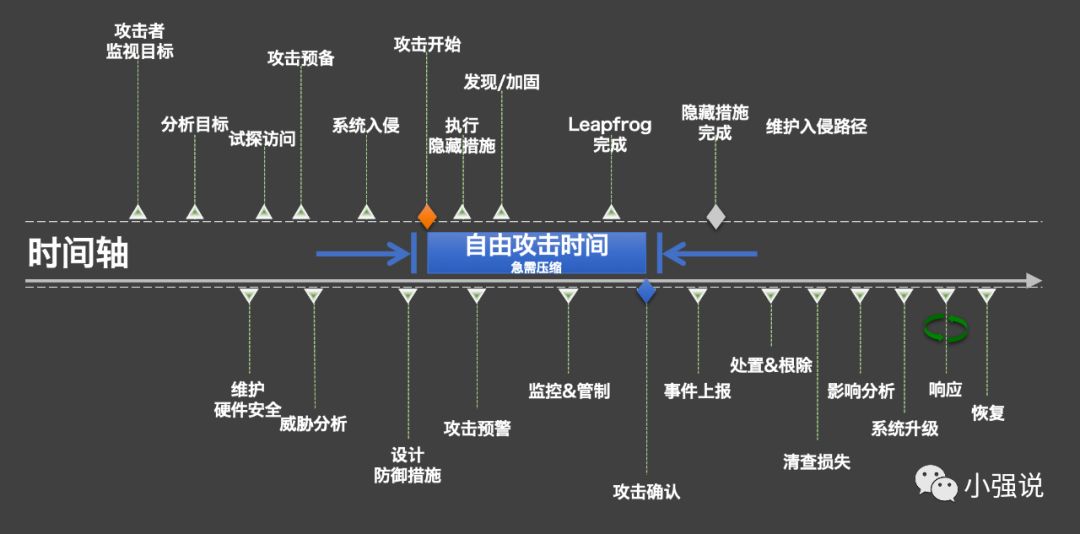 攻击者
监视目标
攻击预备
攻击开始
发现/加固
分析目标
试探访问
系统入侵
执行
隐藏措施
Leapfrog
完成
隐藏措施
完成
维护入侵路径
时间轴
自由攻击时间
急需压缩
维护
硬件安全
威胁分析
设计
防御措施
攻击预警
监控&管制
攻击确认
事件上报
处置&根除
清查损失
影响分析
系统升级
响应
恢复
小强说